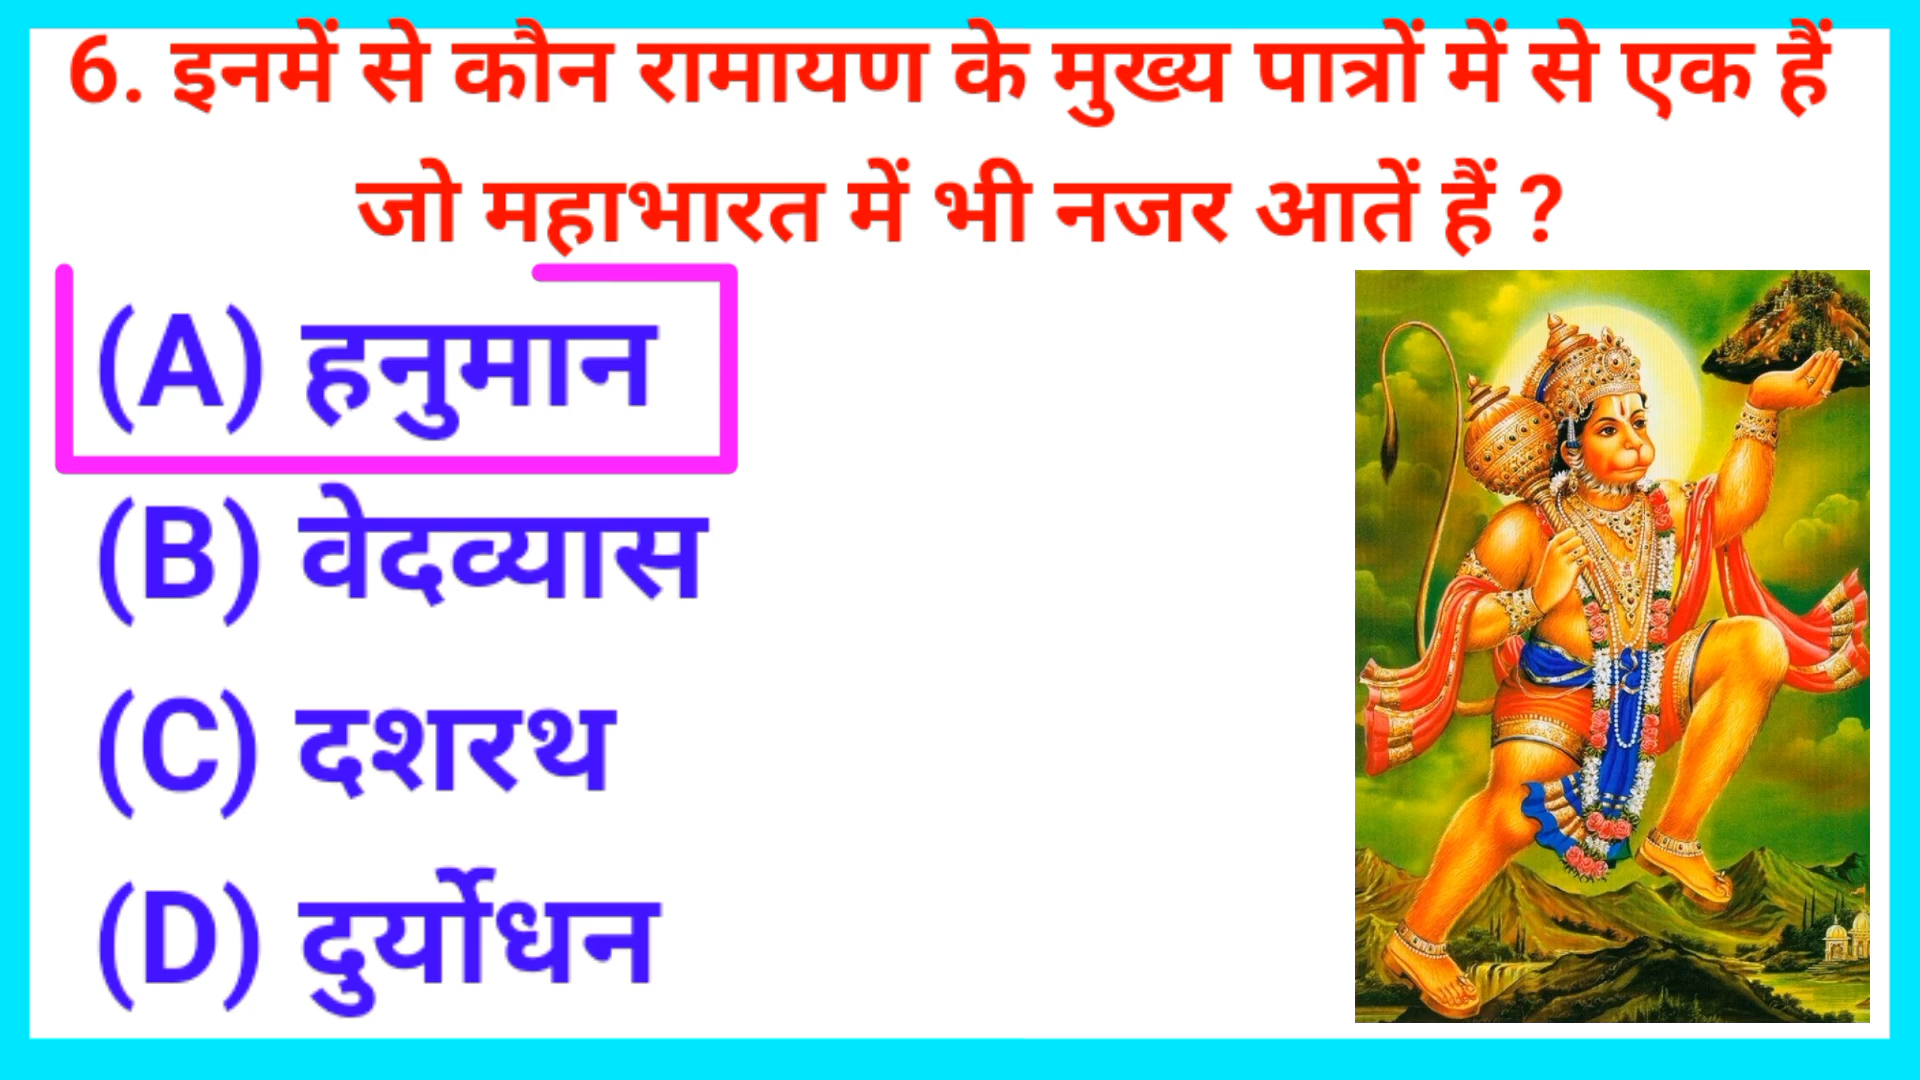 6. इनमें से कौन रामायण के मुख्य पात्रों में से एक हैं
जो महाभारत में भी नजर आतें हैं ?
(A) हनुमान
(B) वेदव्यास
(C) दशरथ
(D) दुर्योधन